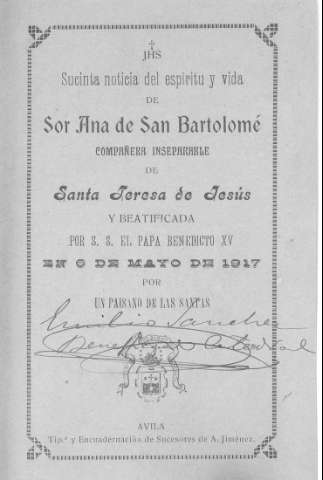 JHS
Sucinta noticia del espíritu y vida
DE
Sor Ana de San Bartolomé
COMPAÑERA INSEPARABLE
DE
Santa Teresa de Jesús
Y BEATIFICADA
POR S. S. EL PAPA BENEDICTO XV
EN 6 DE MAYO DE 1917
POR
UN PAISANO DE LAS SANTAS
Emilio Sanchez
AVILA
Tip.ª y Encuadernación de Sucesores de A. Jiménez.